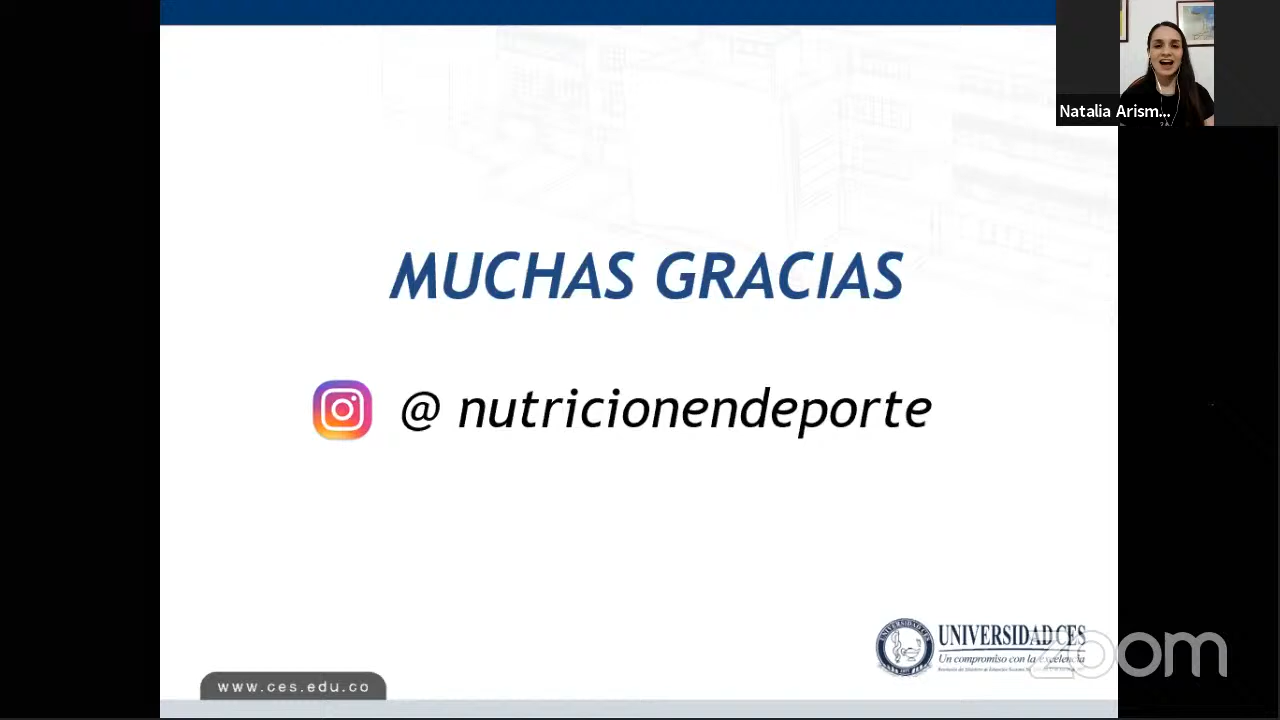 Natalia Arism...
MUCHAS GRACIAS
@ nutricionendeporte
UNIVERSIDAD CES
Un compromiso con la excelencia
zoom
www.ces.edu.co